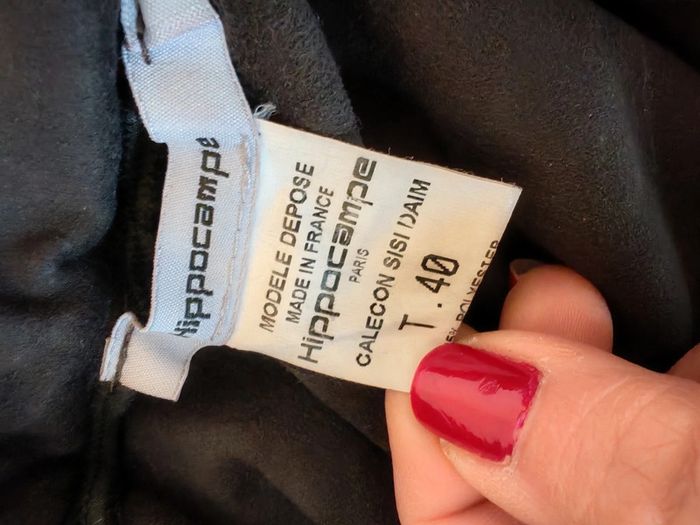 Hippocampe
MODELE DEPOSE
MADE IN FRANCE
Hippocampe
PARIS
CALECON SISI DAIM
T .40
POLYESTER